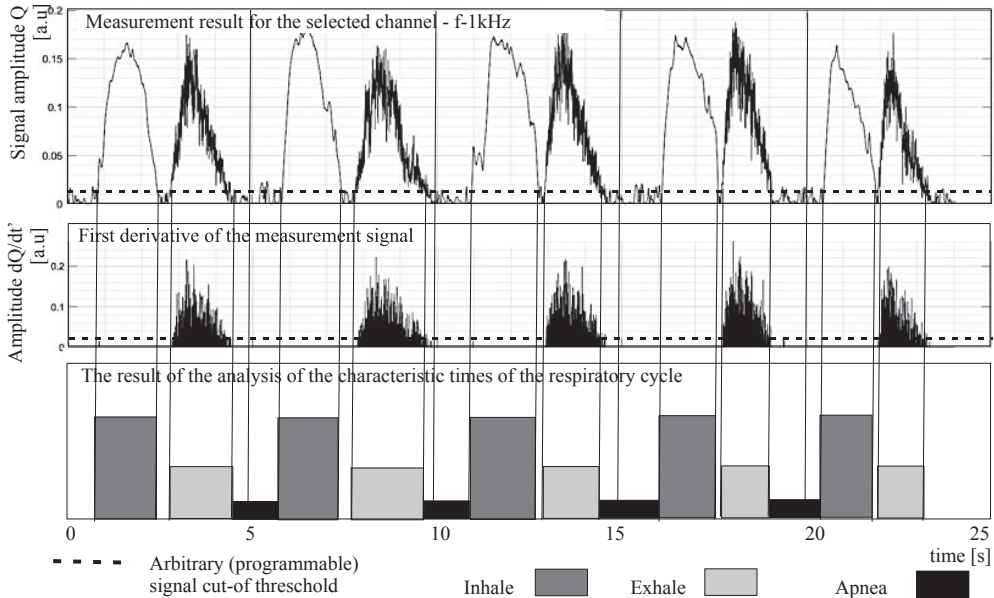 Measurement result for the selected channel - f-1kHz
Signal amplitude Q
[a.u]
0.2
0.15
0.1
0.05
0
First derivative of the measurement signal
Amplitude dQ/dt’
[a.u]
0.2
0.1
0
The result of the analysis of the characteristic times of the respiratory cycle
0 5 10 15 20 25
time [s]
Arbitrary (programmable)
signal cut-of threshold
Inhale Exhale Apnea